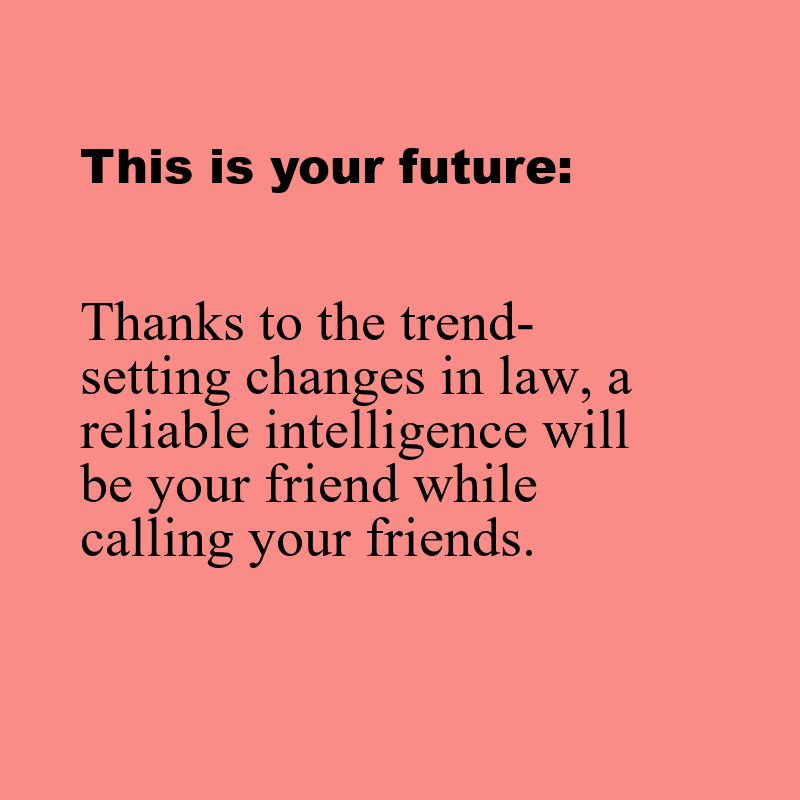 This is your future:
Thanks to the trend-
setting changes in law, a
reliable intelligence will
be your friend while
calling your friends.